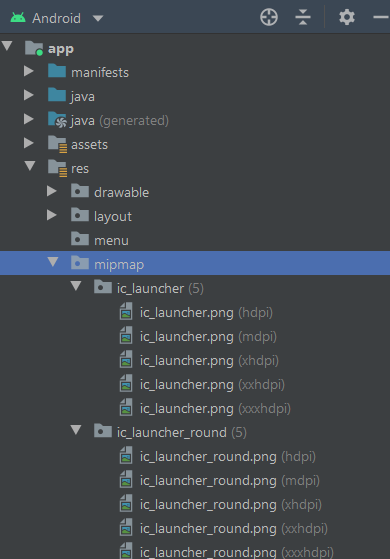 Android
app
manifests
java
java (generated)
assets
res
drawable
layout
menu
mipmap
ic_launcher (5)
ic_launcher.png (hdpi)
ic_launcher.png (mdpi)
ic_launcher.png (xhdpi)
ic_launcher.png (xxhdpi)
ic_launcher.png (xxxhdpi)
ic_launcher_round (5)
ic_launcher_round.png (hdpi)
ic_launcher_round.png (mdpi)
ic_launcher_round.png (xhdpi)
ic_launcher_round.png (xxhdpi)
ic_launcher_round.png (xxxhdpi)